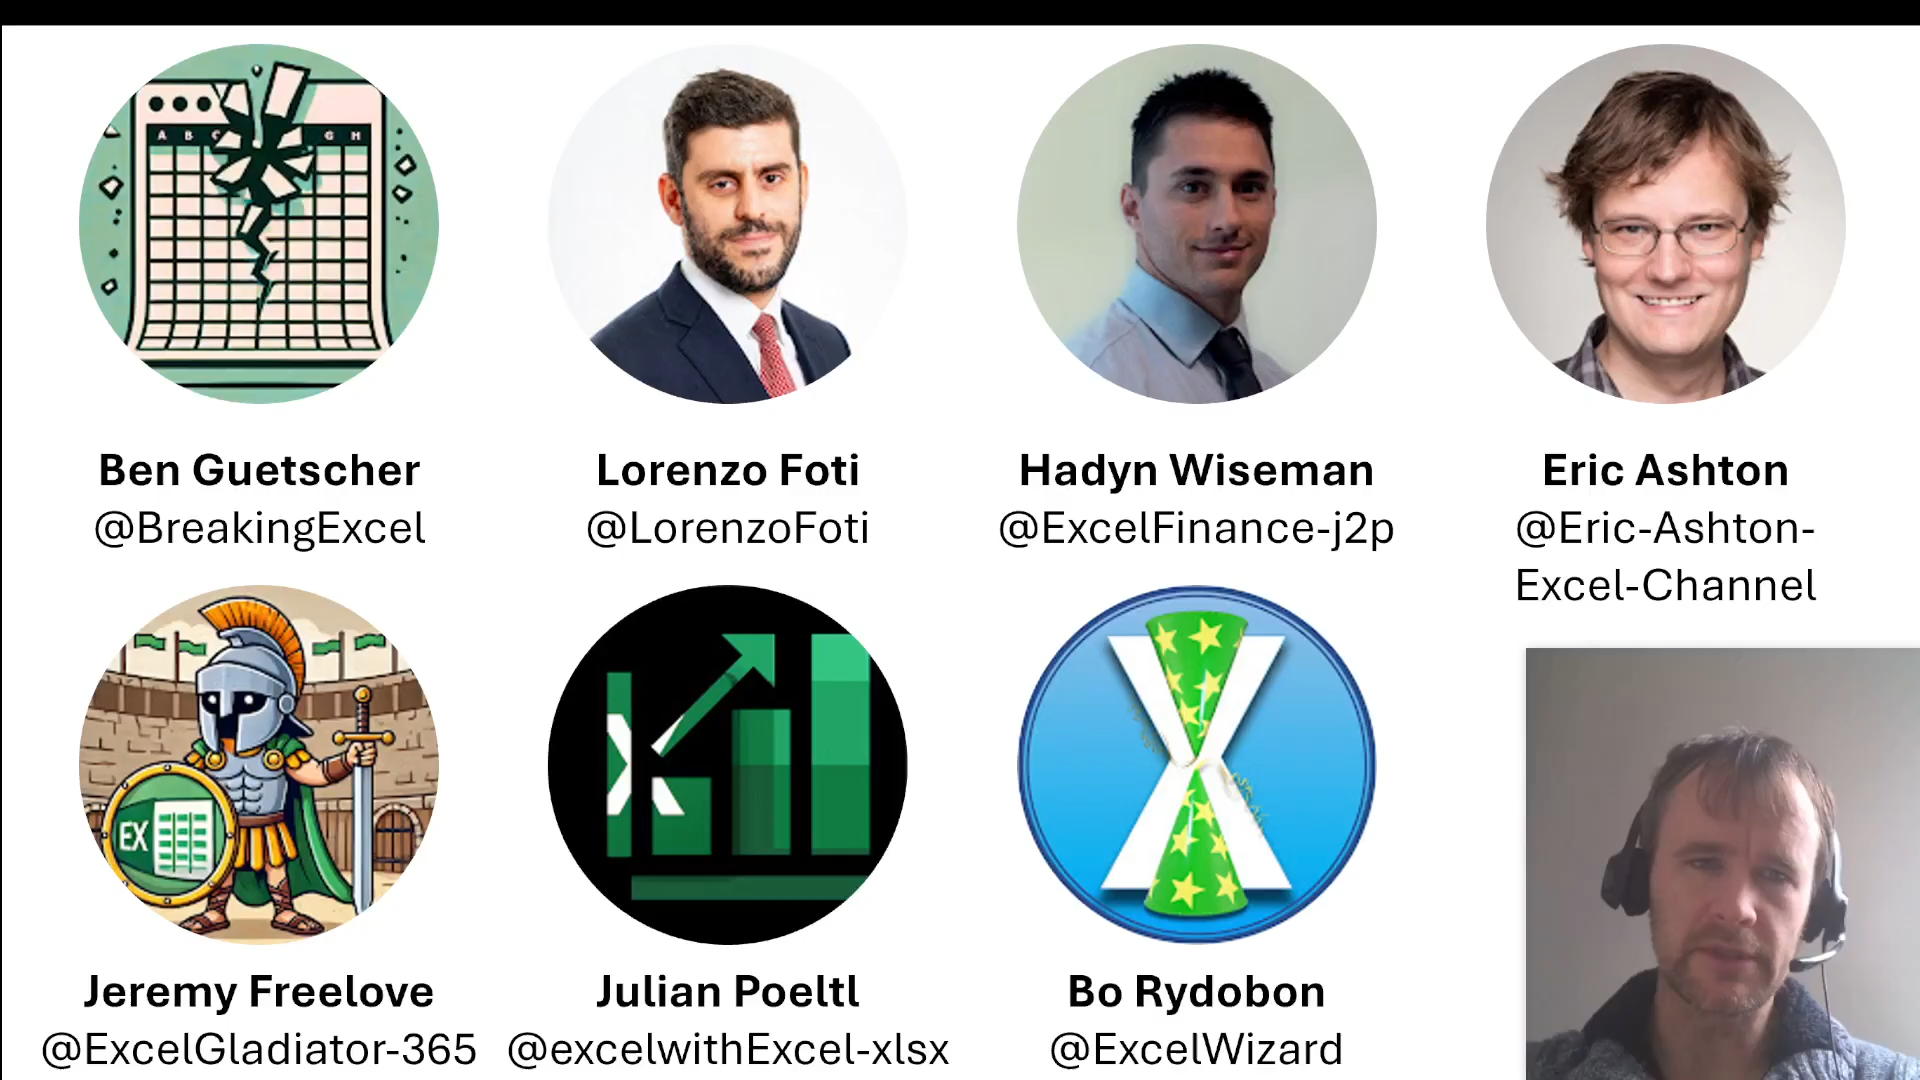 A B C G H
Ben Guetscher
@BreakingExcel
Lorenzo Foti
@LorenzoFoti
Hadyn Wiseman
@ExcelFinance-j2p
Eric Ashton
@Eric-Ashton-
Excel-Channel
EX
Jeremy Freelove
@ExcelGladiator-365
Julian Poeltl
@excelwithExcel-xlsx
X
Bo Rydobon
@ExcelWizard